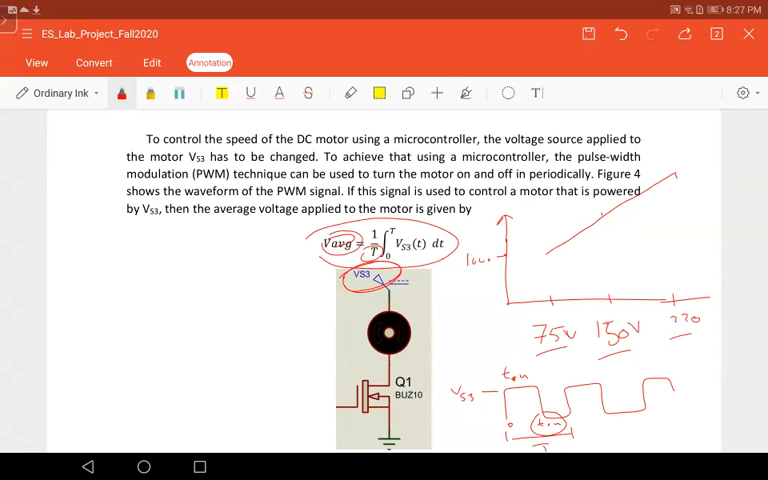 8:27 PM
ES_Lab_Project_Fall2020
2
View Convert Edit Annotation
Ordinary Ink T U A S T
To control the speed of the DC motor using a microcontroller, the voltage source applied to
the motor VS3 has to be changed. To achieve that using a microcontroller, the pulse-width
modulation (PWM) technique can be used to turn the motor on and off in periodically. Figure 4
shows the waveform of the PWM signal. If this signal is used to control a motor that is powered
by VS3, then the average voltage applied to the motor is given by
Vavg = 1/T ∫₀ᵀ VS3(t) dt
VS3
75V 150V 220
ton
VS3
Q1
BUZ10
0 ton
T